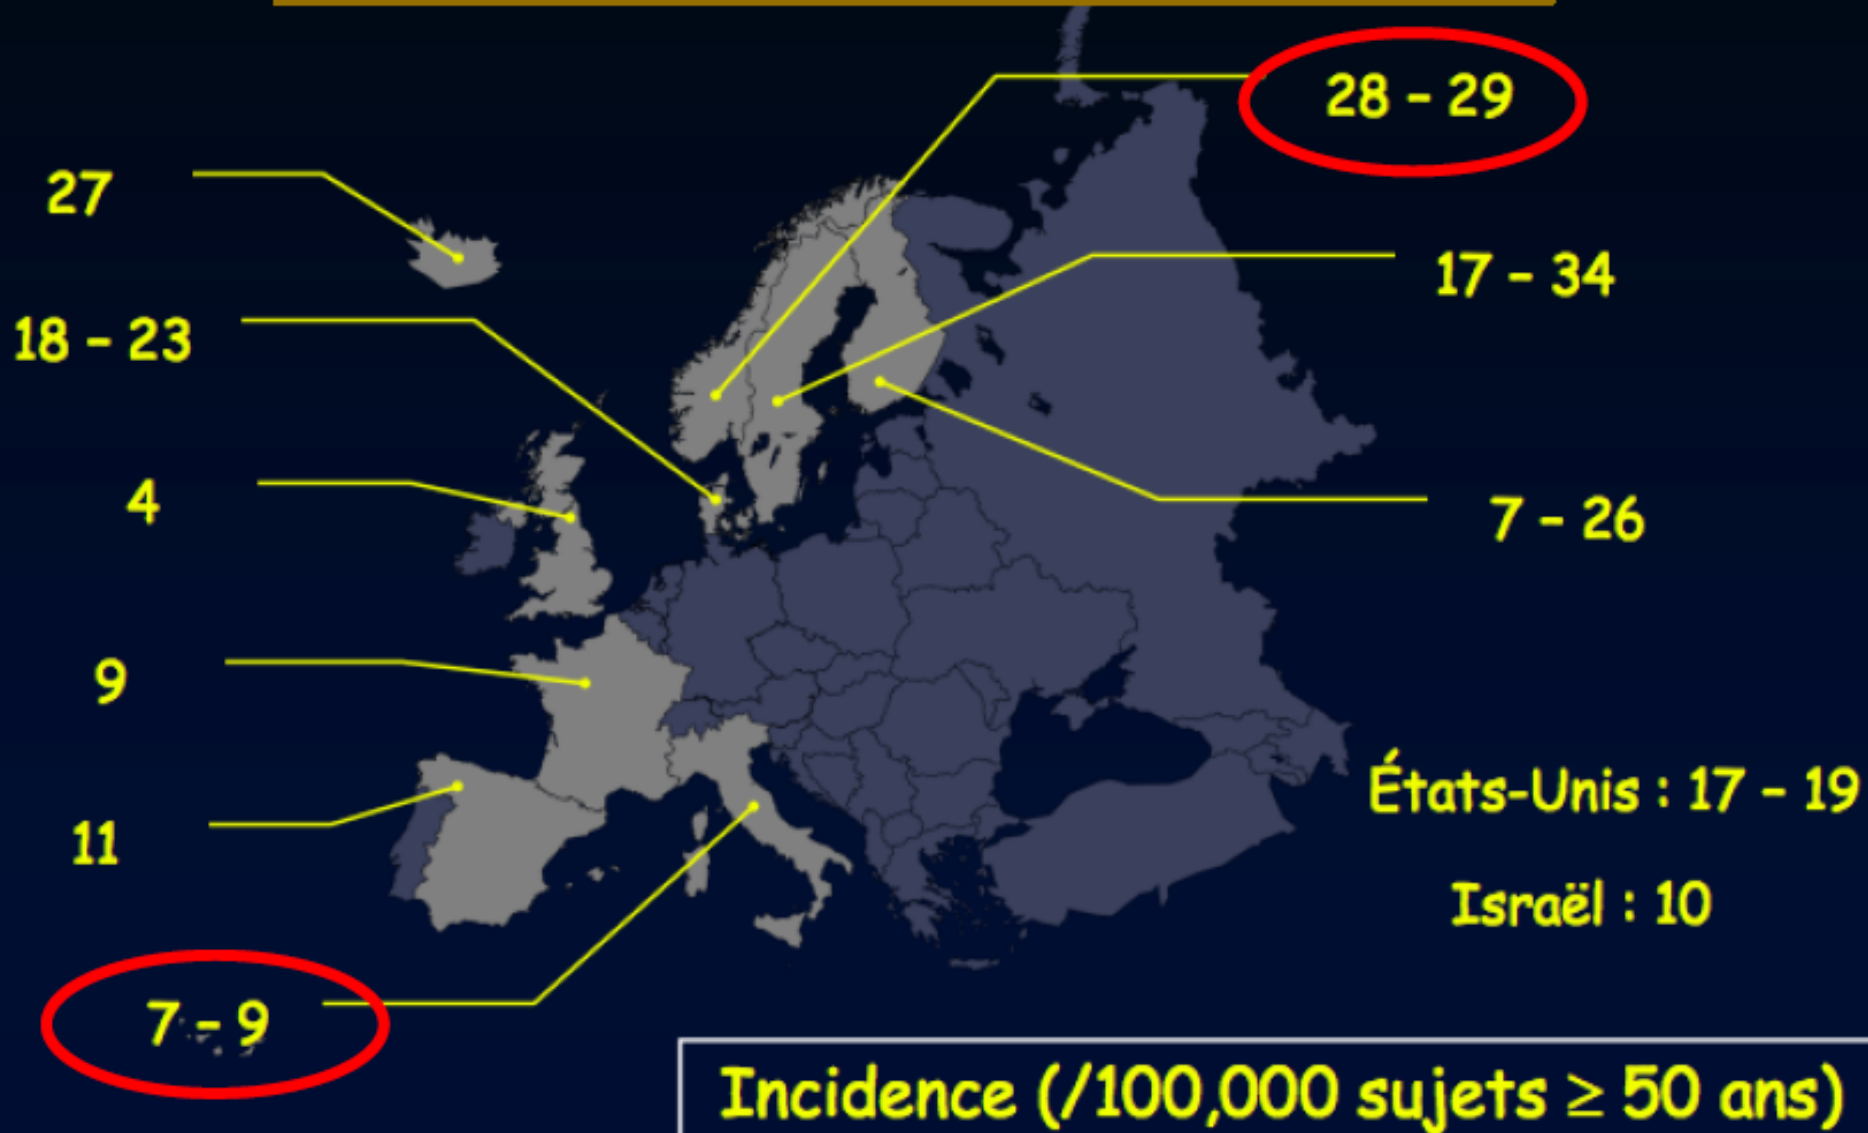 28 – 29
27
17 – 34
18 – 23
4
7 – 26
9
États-Unis : 17 – 19
11
Israël : 10
7 – 9
Incidence (/100,000 sujets ≥ 50 ans)